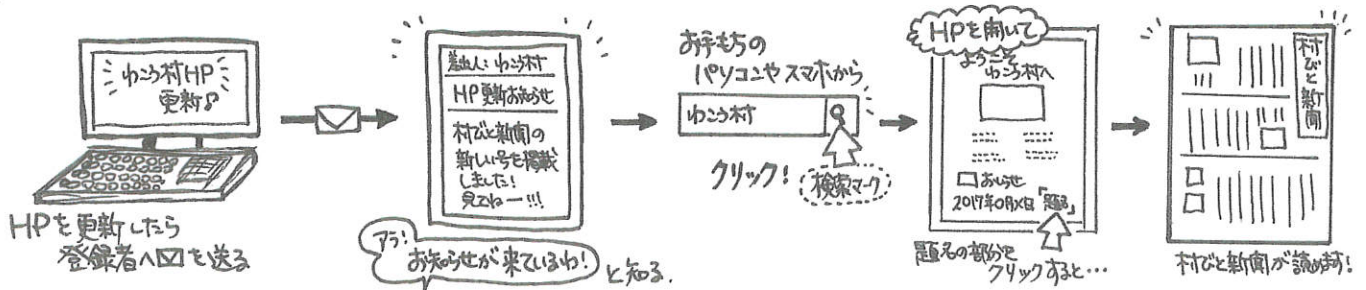 わこう村HP
更新♪
HPを更新したら
登録者へ✉を送る
差出人:わこう村
HP更新お知らせ
村びと新聞の
新しい号を掲載
しました!
見てねー!!!
アラ!
お知らせが来ているわ!
と知る.
お手もちの
パソコンやスマホから
わこう村
クリック!
検索マーク
HPを開いて
ようこそ
わこう村へ
おしらせ
2017年0月×日「題名」
題名の部分を
クリックすると…
村びと新聞
村びと新聞が読めます!